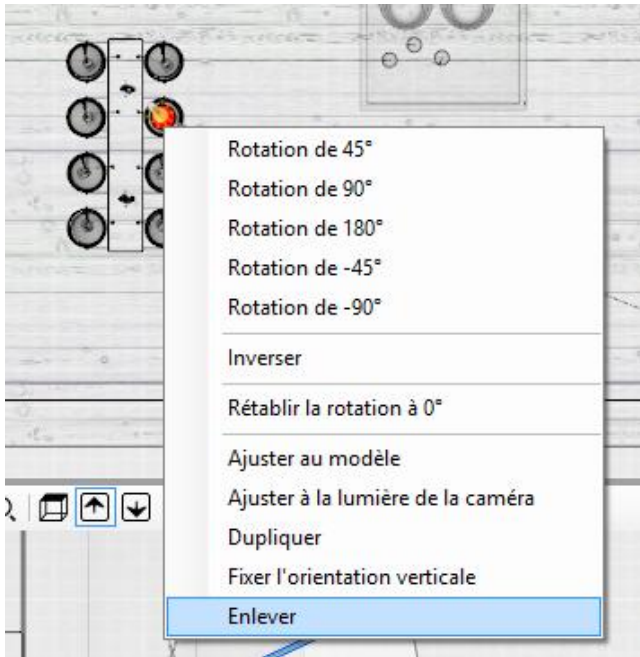 Rotation de 45°
Rotation de 90°
Rotation de 180°
Rotation de -45°
Rotation de -90°
Inverser
Rétablir la rotation à 0°
Ajuster au modèle
Ajuster à la lumière de la caméra
Dupliquer
Fixer l'orientation verticale
Enlever